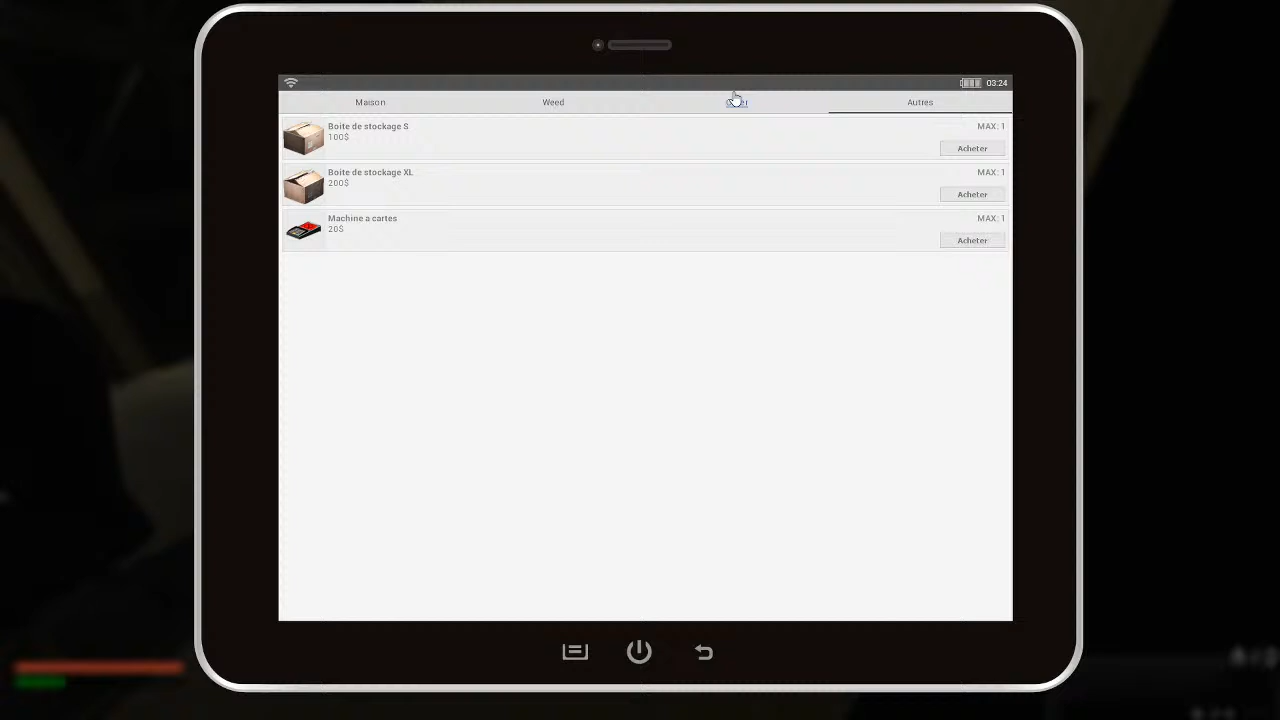 03:24
Maison Weed Autres
Boite de stockage S
100$
MAX: 1
Acheter
Boite de stockage XL
200$
MAX: 1
Acheter
Machine a cartes
20$
MAX: 1
Acheter